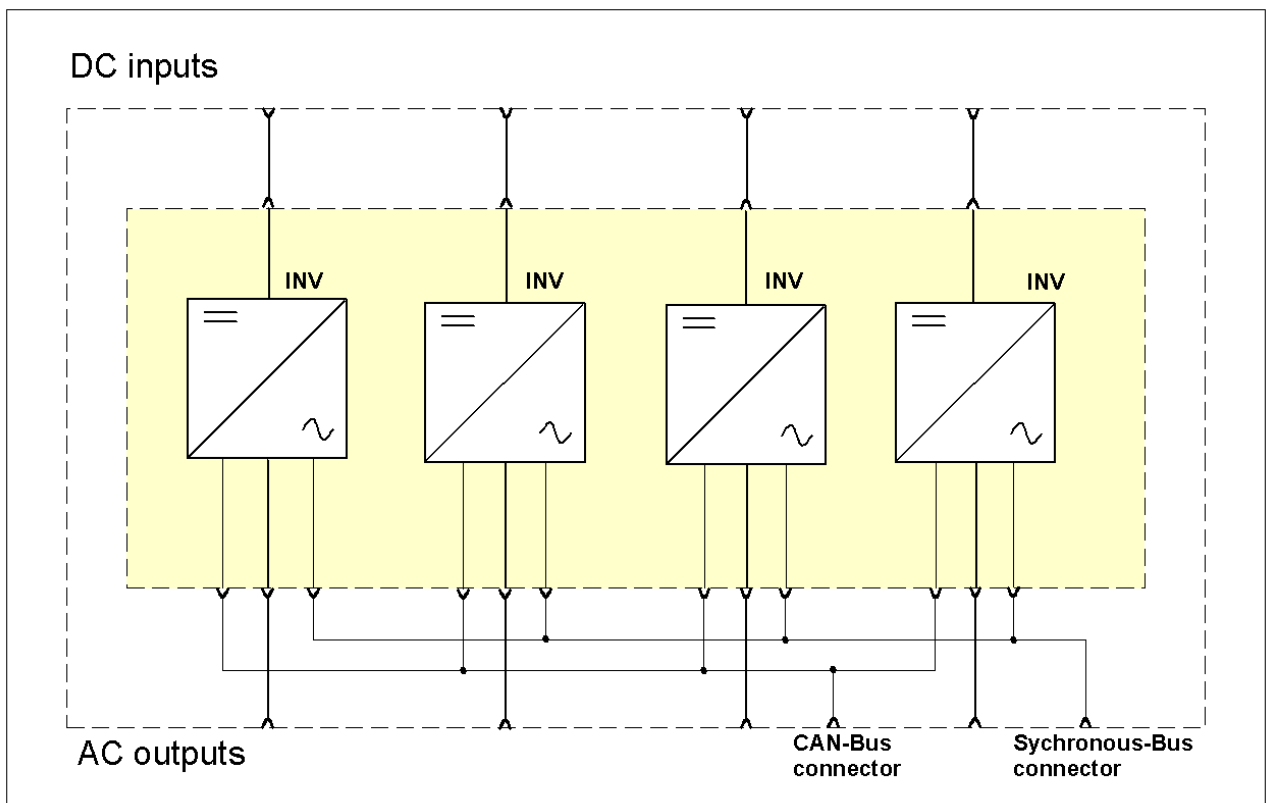 DC inputs
INV
INV
INV
INV
AC outputs
CAN-Bus
connector
Sychronous-Bus
connector